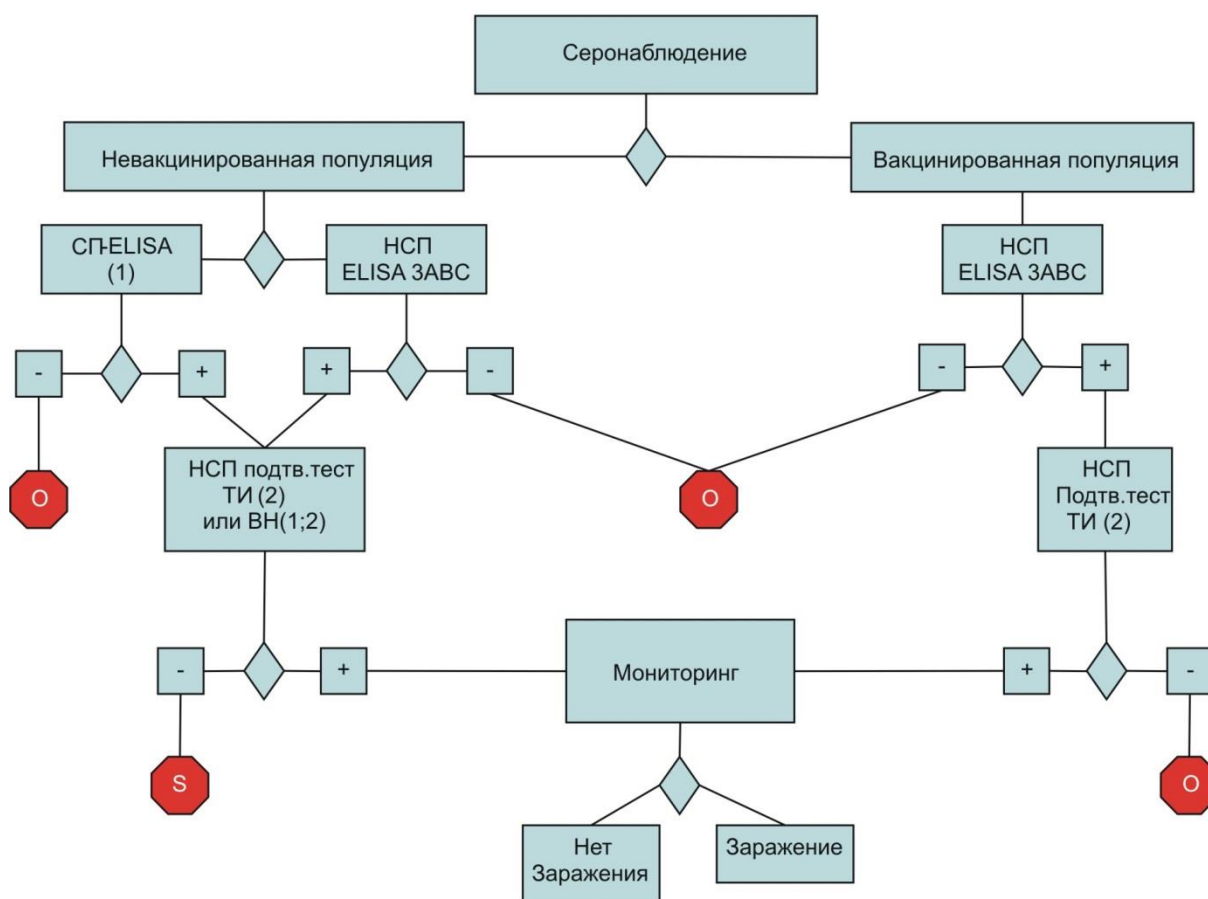 Серонаблюдение
Невакцинированная популяция
Вакцинированная популяция
СП-ELISA
(1)
НСП
ELISA 3ABC
НСП
ELISA 3ABC
-
+
+
-
-
+
O
НСП подтв.тест
ТИ (2)
или ВН(1;2)
O
НСП
Подтв.тест
ТИ (2)
-
+
Мониторинг
+
-
S
O
Нет
Заражения
Заражение